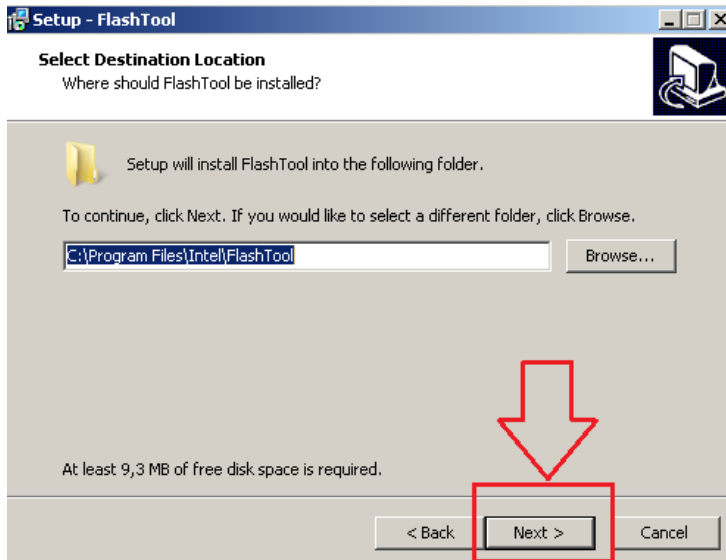 Setup - FlashTool
Select Destination Location
Where should FlashTool be installed?
Setup will install FlashTool into the following folder.
To continue, click Next. If you would like to select a different folder, click Browse.
C:\Program Files\Intel\FlashTool
Browse...
At least 9,3 MB of free disk space is required.
< Back
Next >
Cancel